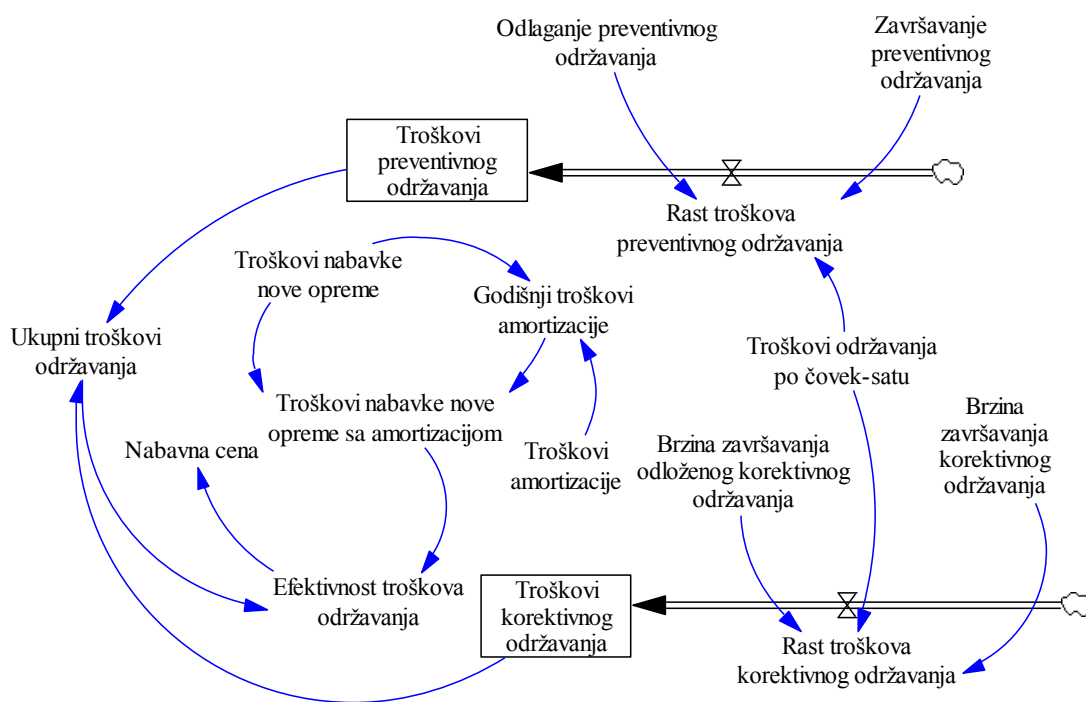 Odlaganje preventivnog
održavanja
Završavanje
preventivnog
održavanja
Troškovi
preventivnog
održavanja
Rast troškova
preventivnog održavanja
Troškovi nabavke
nove opreme
Godišnji troškovi
amortizacije
Ukupni troškovi
održavanja
Troškovi održavanja
po čovek-satu
Troškovi nabavke nove
opreme sa amortizacijom
Nabavna cena
Troškovi
amortizacije
Brzina završavanja
odloženog korektivnog
održavanja
Brzina
završavanja
korektivnog
održavanja
Efektivnost troškova
održavanja
Troškovi
korektivnog
održavanja
Rast troškova
korektivnog održavanja